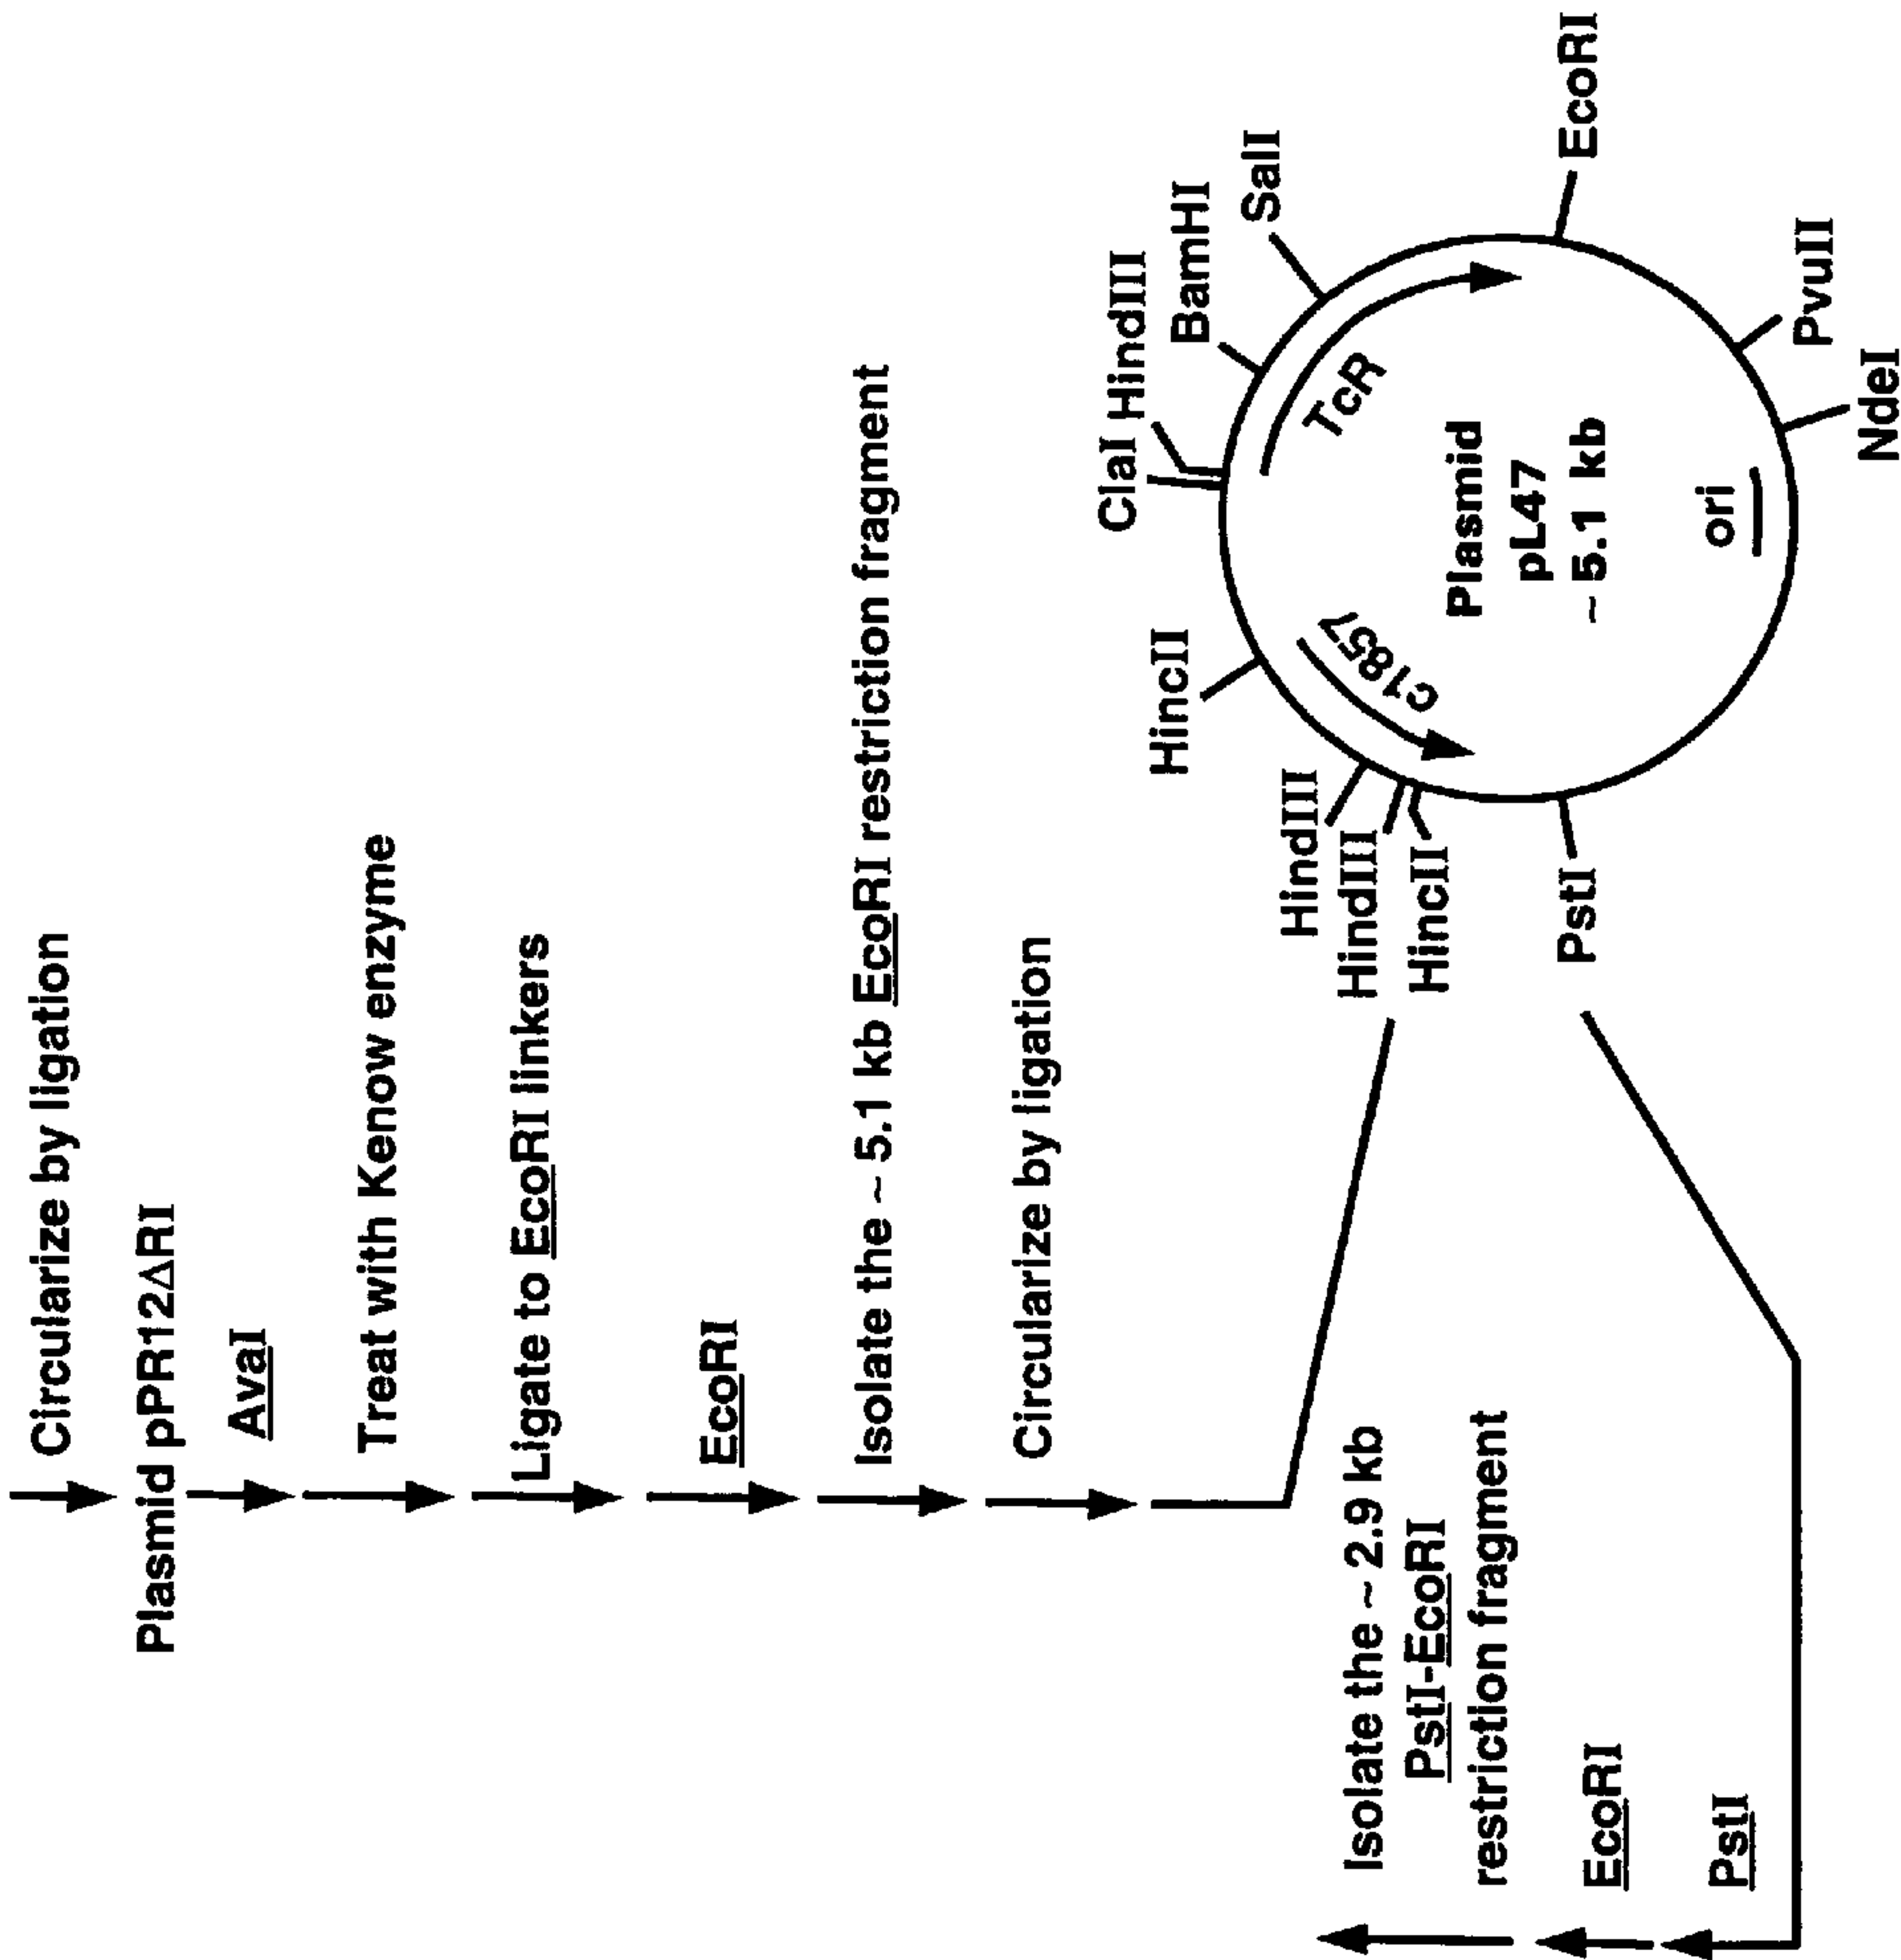 Circularize by ligation
Plasmid pPR12ΔRI
AvaI
Treat with Kenow enzyme
Ligate to EcoRI linkers
EcoRI
Isolate the ~ 5.1 kb EcoRI restriction fragment
Circularize by ligation
HincII
ClaI HindIII
BamHI
SalI
EcoRI
PvuII
NdeI
PstI
HincII
HindIII
HindIII
cI857
TcR
Plasmid
pL47
~ 5.1 kb
ori
Isolate the ~ 2.9 kb
PstI-EcoRI
restriction fragment
EcoRI
PstI